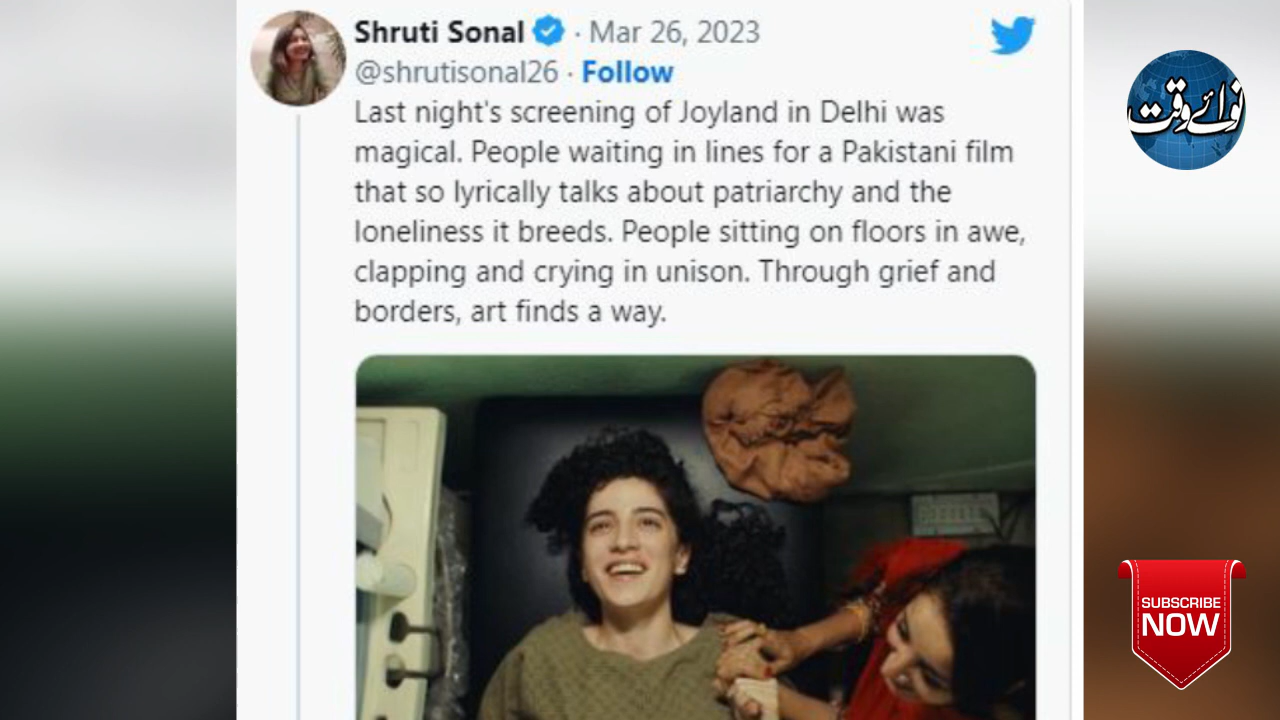 Shruti Sonal · Mar 26, 2023
@shrutisonal26 · Follow
Last night's screening of Joyland in Delhi was
magical. People waiting in lines for a Pakistani film
that so lyrically talks about patriarchy and the
loneliness it breeds. People sitting on floors in awe,
clapping and crying in unison. Through grief and
borders, art finds a way.
نوائے وقت
SUBSCRIBE
NOW